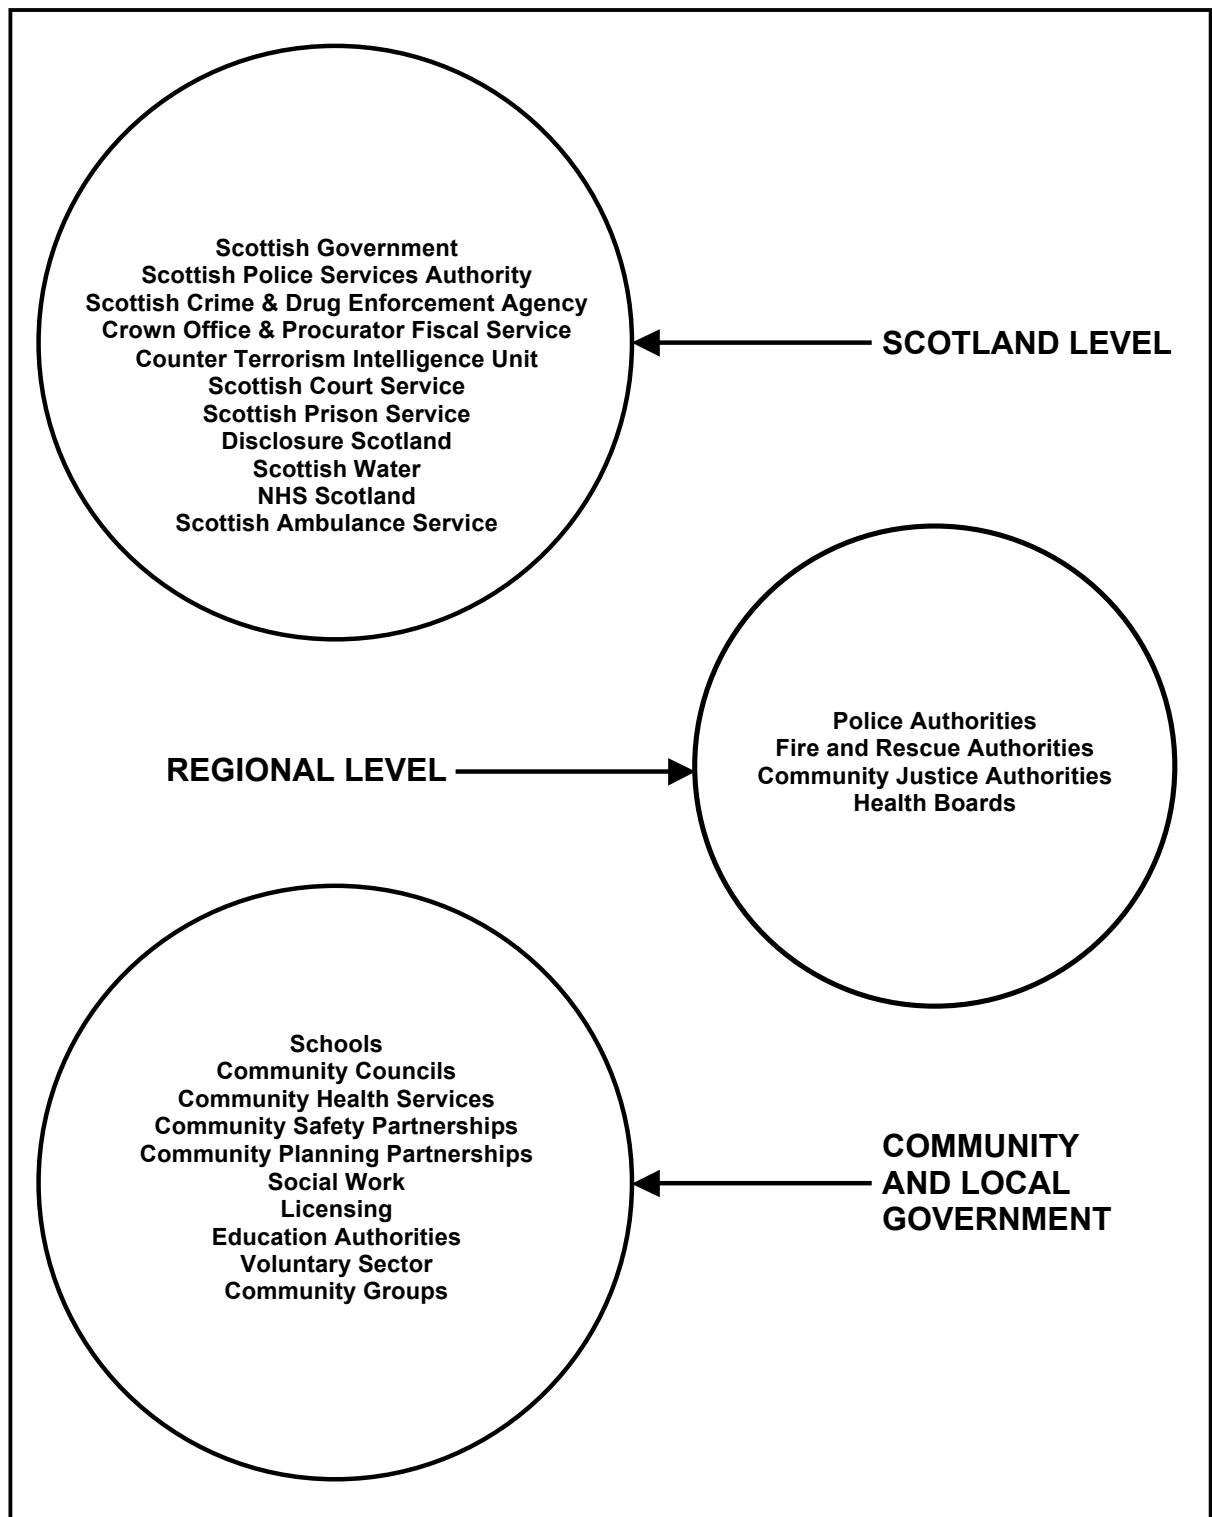 Scottish Government
Scottish Police Services Authority
Scottish Crime & Drug Enforcement Agency
Crown Office & Procurator Fiscal Service
Counter Terrorism Intelligence Unit
Scottish Court Service
Scottish Prison Service
Disclosure Scotland
Scottish Water
NHS Scotland
Scottish Ambulance Service
SCOTLAND LEVEL
REGIONAL LEVEL
Police Authorities
Fire and Rescue Authorities
Community Justice Authorities
Health Boards
Schools
Community Councils
Community Health Services
Community Safety Partnerships
Community Planning Partnerships
Social Work
Licensing
Education Authorities
Voluntary Sector
Community Groups
COMMUNITY
AND LOCAL
GOVERNMENT